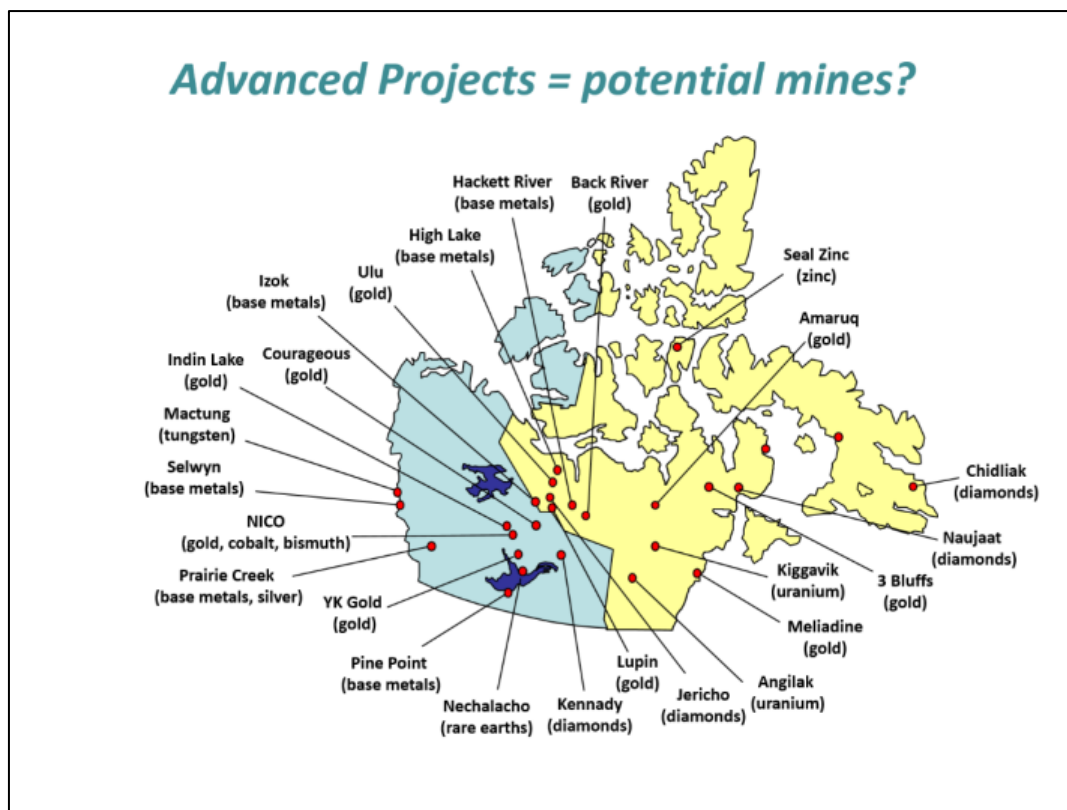 Advanced Projects = potential mines?
Hackett River
(base metals)
Back River
(gold)
High Lake
(base metals)
Seal Zinc
(zinc)
Ulu
(gold)
Izok
(base metals)
Amaruq
(gold)
Courageous
(gold)
Indin Lake
(gold)
Mactung
(tungsten)
Selwyn
(base metals)
Chidliak
(diamonds)
NICO
(gold, cobalt, bismuth)
Naujaat
(diamonds)
Prairie Creek
(base metals, silver)
Kiggavik
(uranium)
3 Bluffs
(gold)
YK Gold
(gold)
Meliadine
(gold)
Pine Point
(base metals)
Lupin
(gold)
Angilak
(uranium)
Jericho
(diamonds)
Nechalacho
(rare earths)
Kennady
(diamonds)